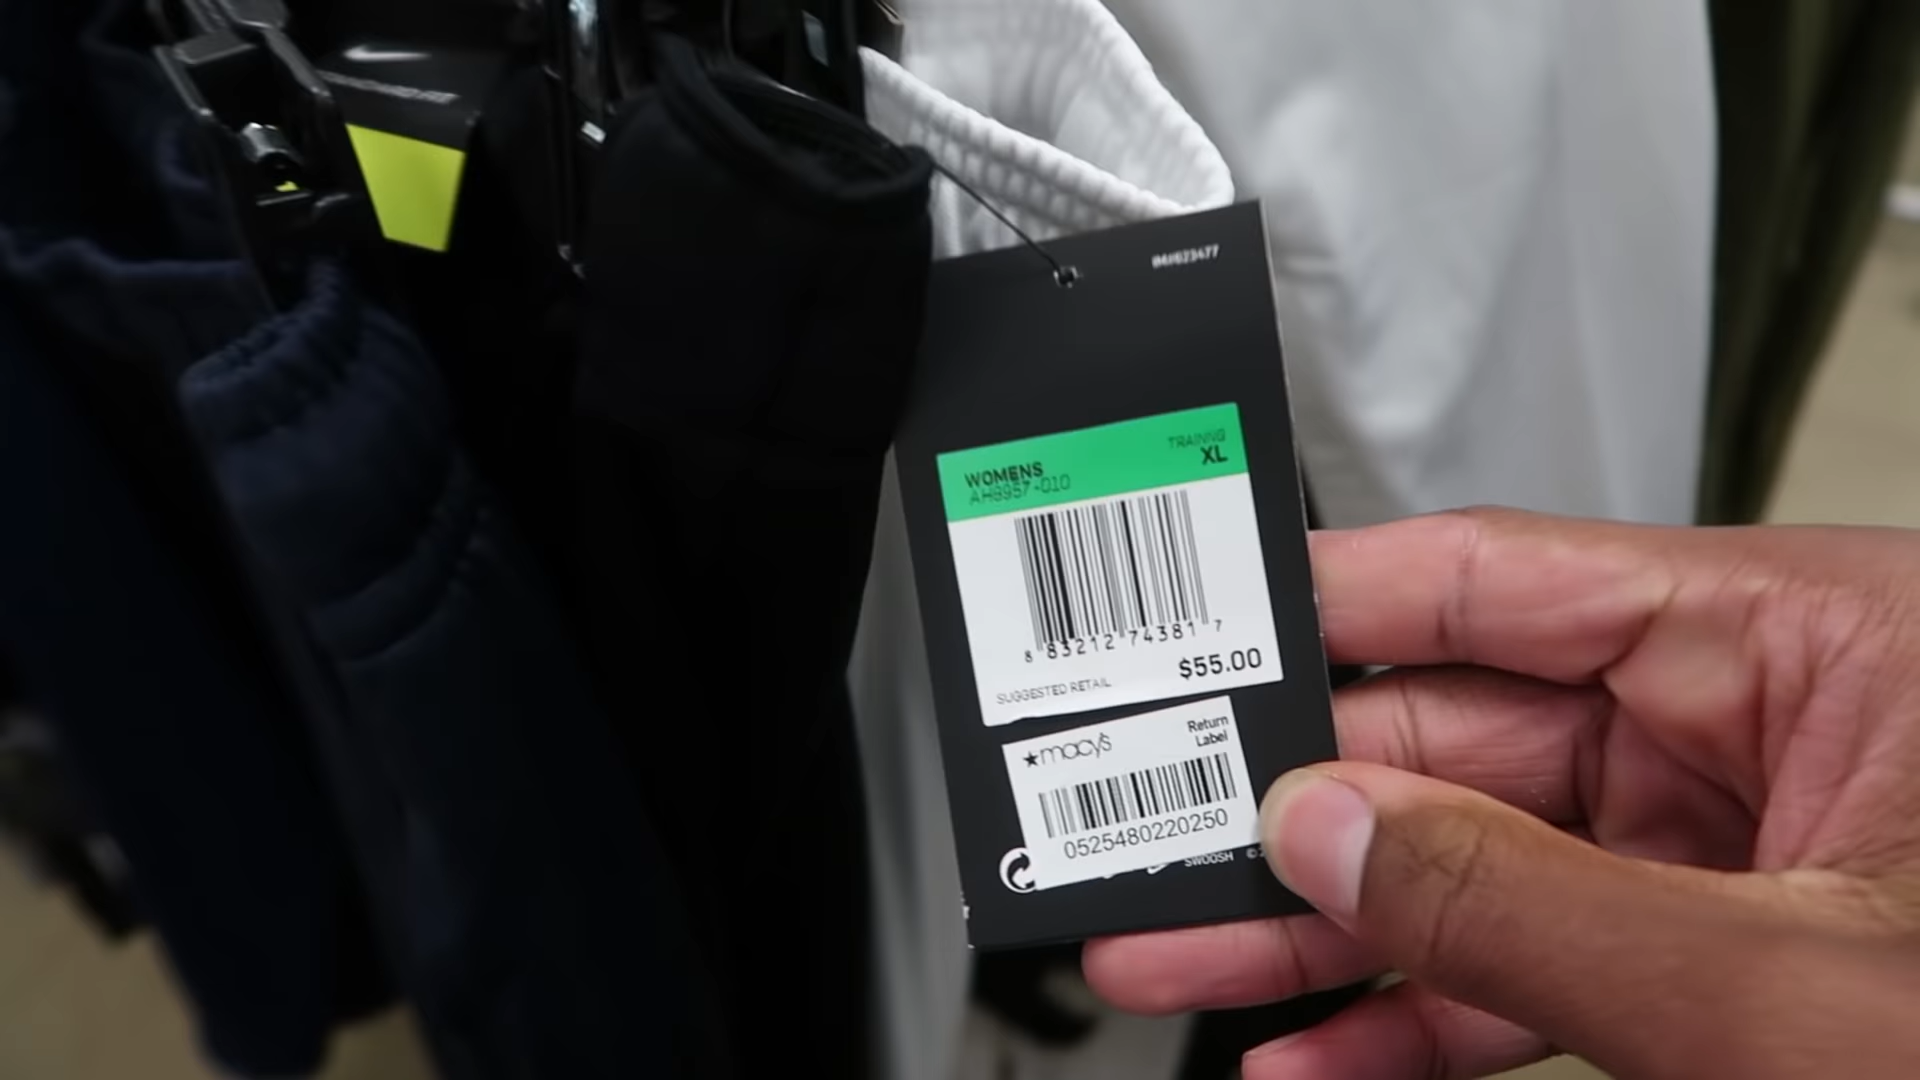 WOMENS
TRAINING
XL
AH8957-010
8 83212 74381 7
$55.00
SUGGESTED RETAIL
★macy's
Return
Label
0525480220250
SWOOSH